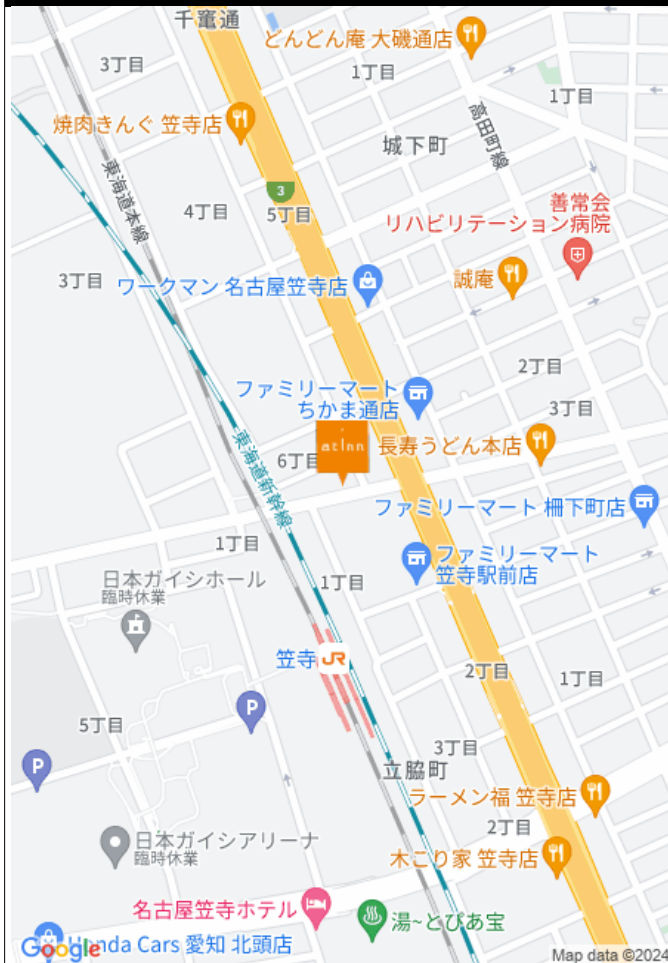 千竈通
どんどん庵 大磯通店
3丁目
1丁目
1丁目
焼肉きんぐ 笠寺店
城下町
高田町線
東海道本線
3
4丁目
5丁目
善常会
リハビリテーション病院
3丁目
ワークマン 名古屋笠寺店
誠庵
2丁目
ファミリーマート
ちかま通店
3丁目
at inn
長寿うどん本店
6丁目
東海道新幹線
ファミリーマート 柵下町店
1丁目
ファミリーマート
笠寺駅前店
日本ガイシホール
臨時休業
1丁目
笠寺
JR
2丁目
1丁目
P
5丁目
3丁目
P
立脇町
ラーメン福 笠寺店
2丁目
日本ガイシアリーナ
臨時休業
木こり家 笠寺店
名古屋笠寺ホテル
湯~とぴあ宝
Honda Cars 愛知 北頭店
Google
Map data ©2024